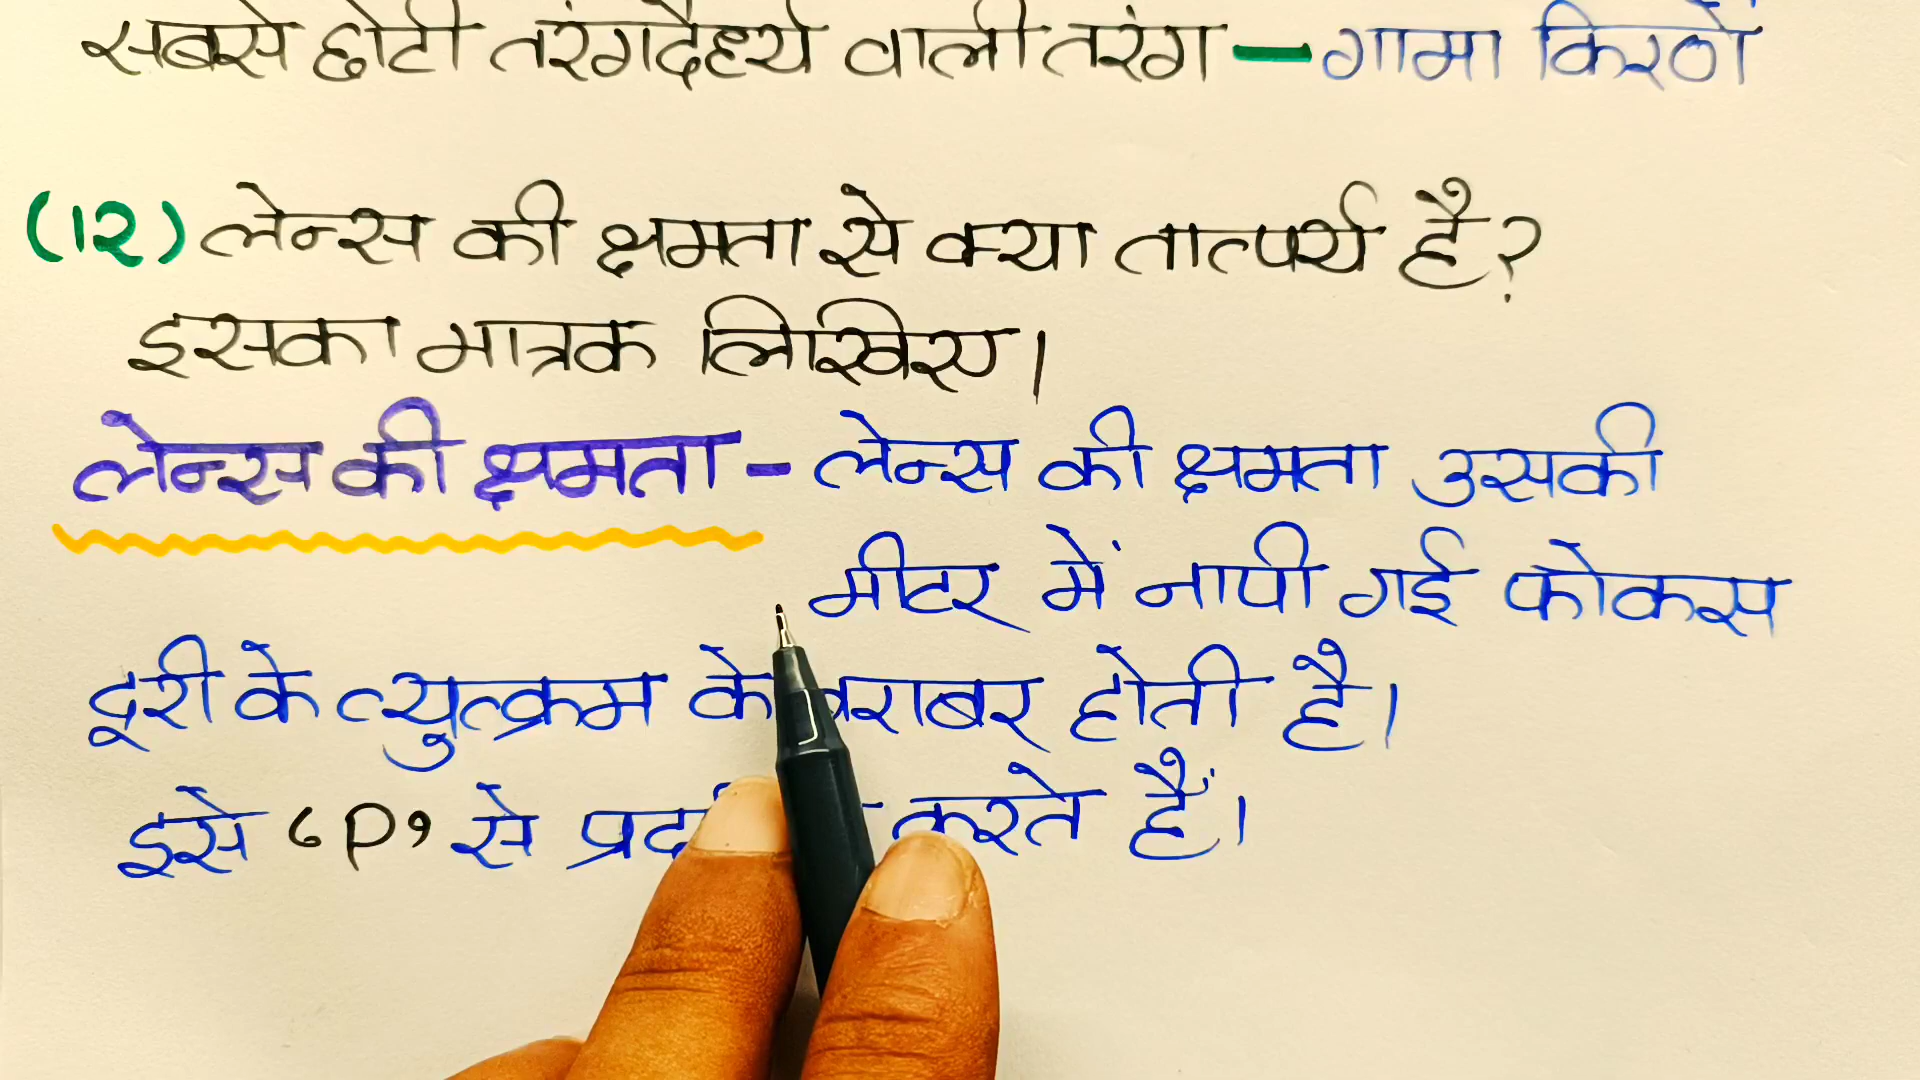 सबसे छोटी तरंगदैर्ध्य वाली तरंग - गामा किरणें
(12) लेन्स की क्षमता से क्या तात्पर्य है?
इसका मात्रक लिखिए।
लेन्स की क्षमता - लेन्स की क्षमता उसकी
मीटर में नापी गई फोकस
दूरी के व्युत्क्रम के बराबर होती है।
इसे 'P' से करते हैं।